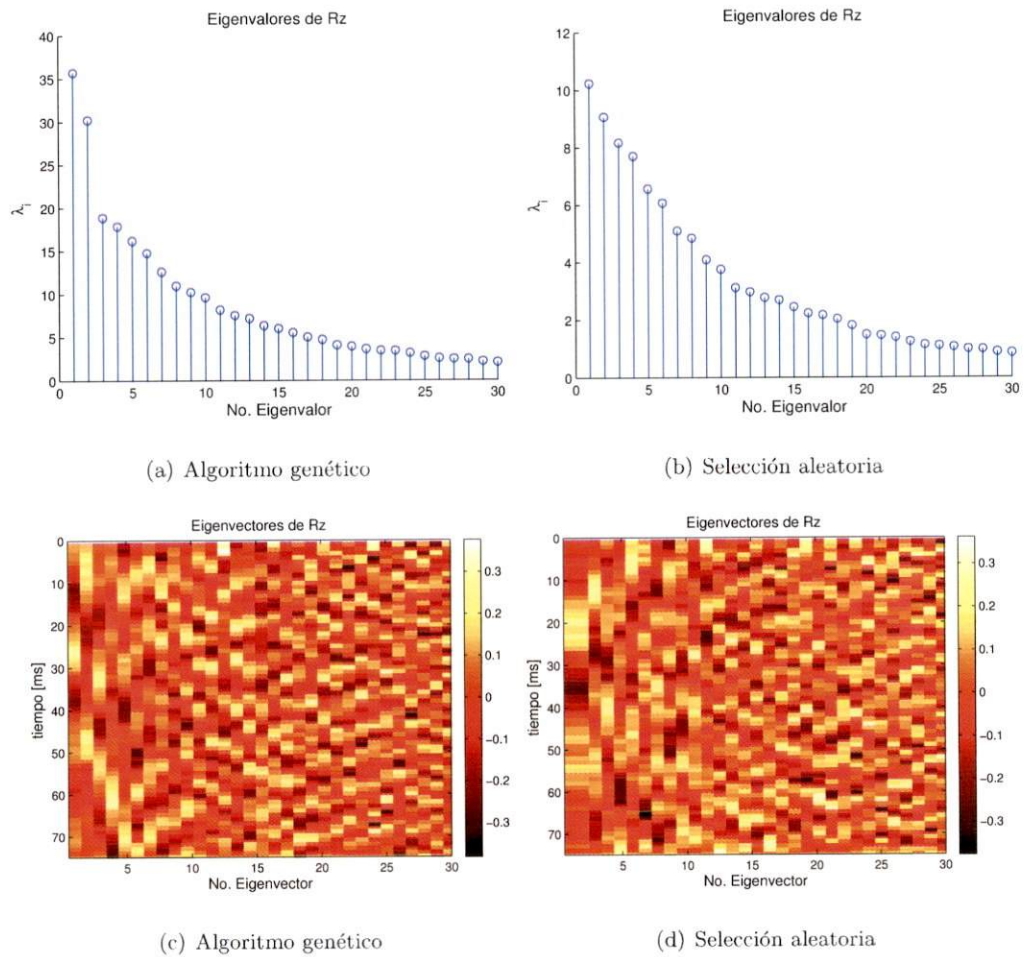 Eigenvalores de Rz
40
35
30
25
20
15
10
5
0
λi
0 5 10 15 20 25 30
No. Eigenvalor
(a) Algoritmo genético
Eigenvalores de Rz
12
10
8
6
4
2
0
λi
0 5 10 15 20 25 30
No. Eigenvalor
(b) Selección aleatoria
Eigenvectores de Rz
0
10
20
30
40
50
60
70
tiempo [ms]
5 10 15 20 25 30
No. Eigenvector
0.3
0.2
0.1
0
−0.1
−0.2
−0.3
(c) Algoritmo genético
Eigenvectores de Rz
0
10
20
30
40
50
60
70
tiempo [ms]
5 10 15 20 25 30
No. Eigenvector
0.3
0.2
0.1
0
−0.1
−0.2
−0.3
(d) Selección aleatoria